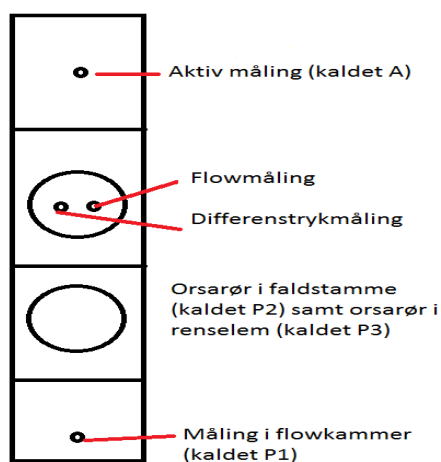 Aktiv måling (kaldet A)
Flowmåling
Differenstrykmåling
Orsarør i faldstamme
(kaldet P2) samt orsarør i
renselem (kaldet P3)
Måling i flowkammer
(kaldet P1)